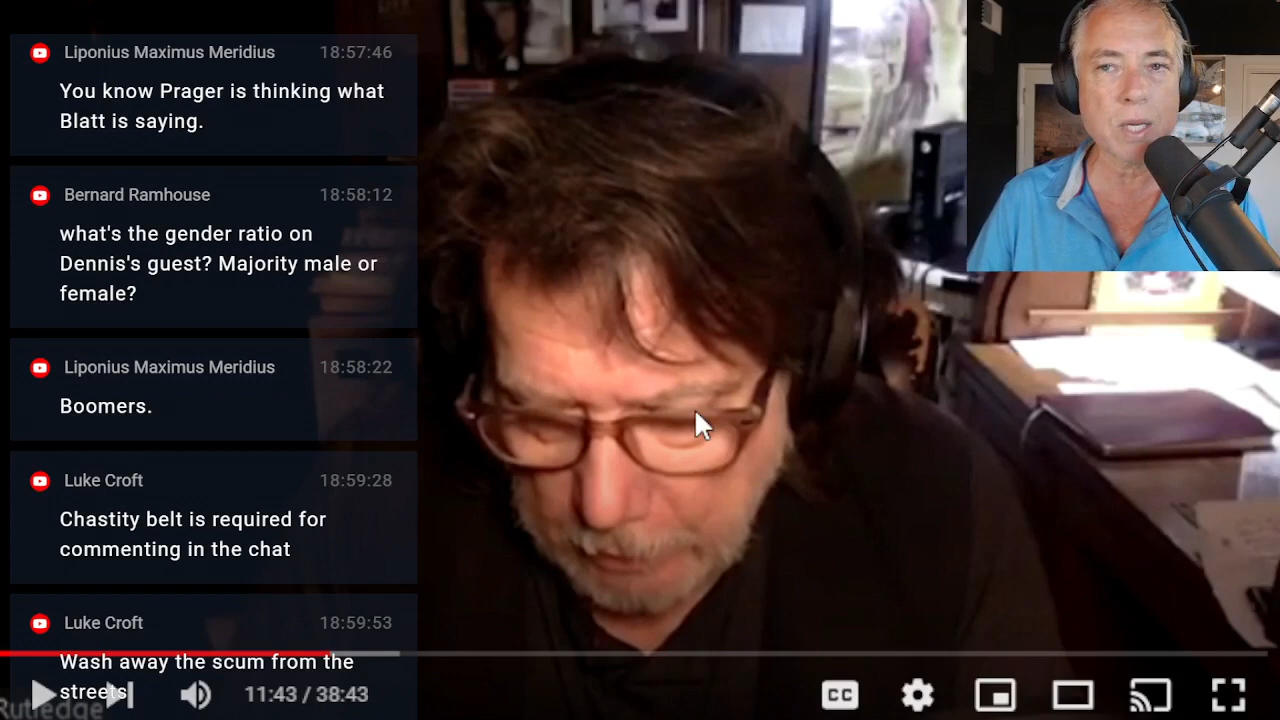 Liponius Maximus Meridius 18:57:46
You know Prager is thinking what
Blatt is saying.
Bernard Ramhouse 18:58:12
what's the gender ratio on
Dennis's guest? Majority male or
female?
Liponius Maximus Meridius 18:58:22
Boomers.
Luke Croft 18:59:28
Chastity belt is required for
commenting in the chat
Luke Croft 18:59:53
Wash away the scum from the
streets
11:43 / 38:43
CC
Rutledge